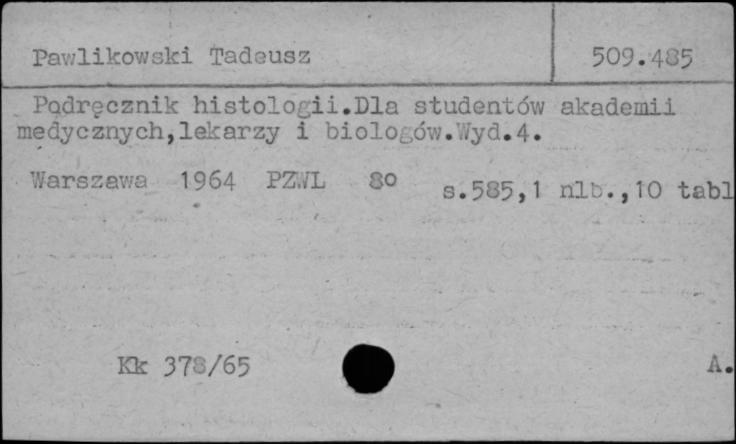 Pawlikowski Tadeusz 509.485
Podręcznik histologii.Dla studentów akademii
medycznych,lekarzy i biologów.Wyd.4.
Warszawa 1964 PZWL 8o s.585,1 nlb.,10 tabl
Kk 378/65 A.